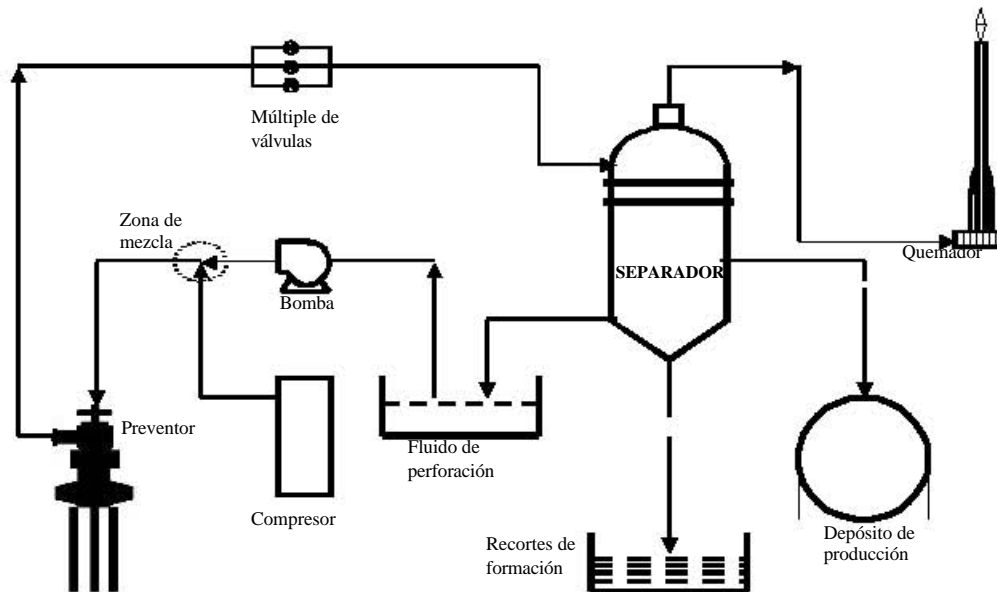 Múltiple de
válvulas
Zona de
mezcla
Bomba
SEPARADOR
Quemador
Preventor
Fluido de
perforación
Compresor
Recortes de
formación
Depósito de
producción